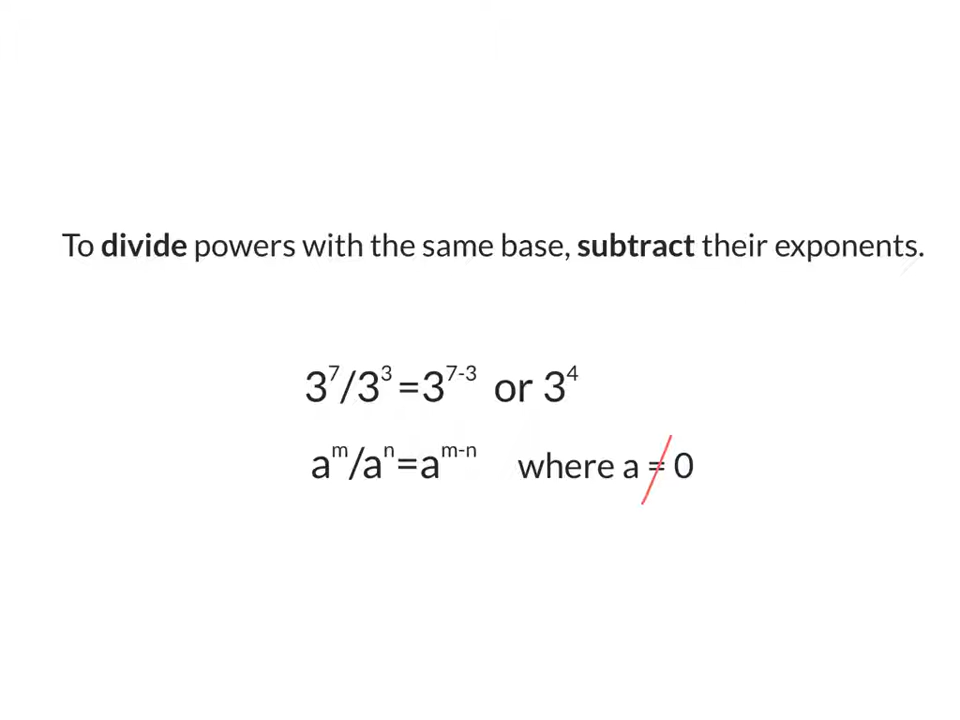 To divide powers with the same base, subtract their exponents.
3⁷/3³=3⁷⁻³ or 3⁴
aᵐ/aⁿ=aᵐ⁻ⁿ where a ≠ 0